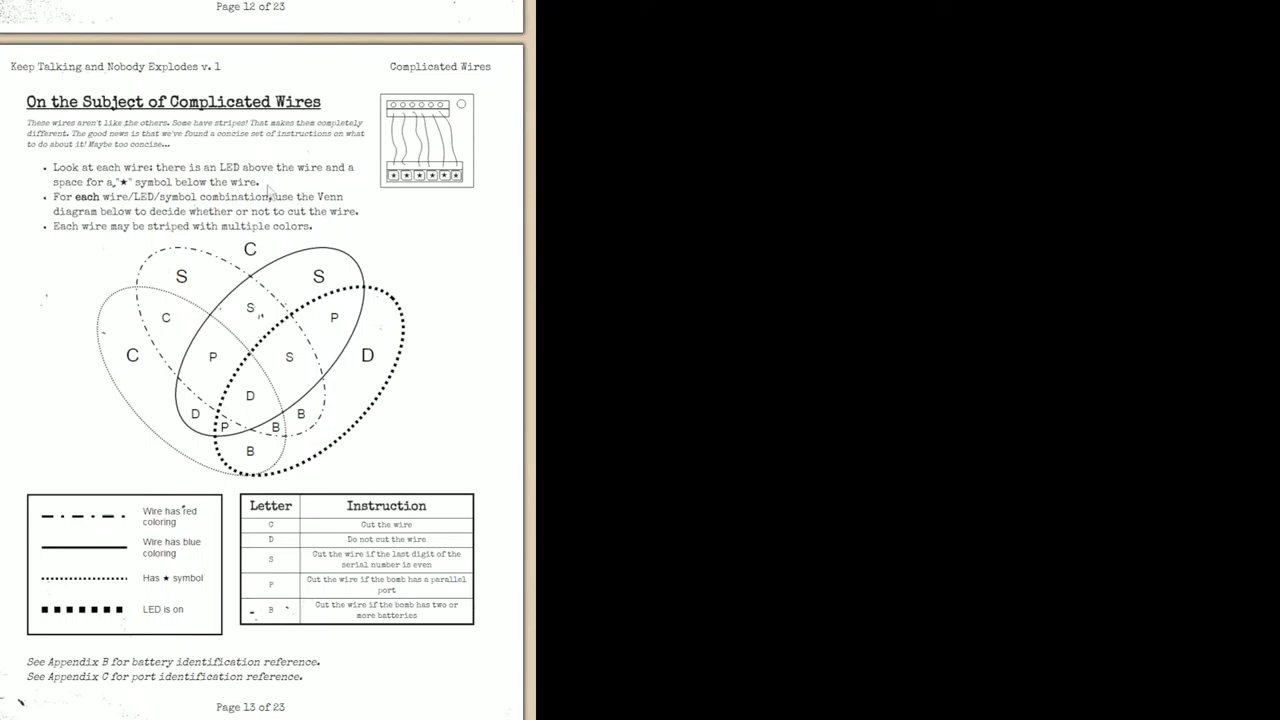 Page 12 of 23
Keep Talking and Nobody Explodes v. 1
Complicated Wires
On the Subject of Complicated Wires
These wires aren't like the others. Some have stripes! That makes them completely
different. The good news is that we've found a concise set of instructions on what
to do about it! Maybe too concise...
• Look at each wire: there is an LED above the wire and a
space for a "★" symbol below the wire.
• For each wire/LED/symbol combination, use the Venn
diagram below to decide whether or not to cut the wire.
• Each wire may be striped with multiple colors.
C
S S
S
C P
P S
C D
D
D B
P B
B
Wire has red
coloring
Wire has blue
coloring
Has ★ symbol
LED is on
Letter Instruction
C Cut the wire
D Do not cut the wire
S Cut the wire if the last digit of the
serial number is even
P Cut the wire if the bomb has a parallel
port
B Cut the wire if the bomb has two or
more batteries
See Appendix B for battery identification reference.
See Appendix C for port identification reference.
Page 13 of 23